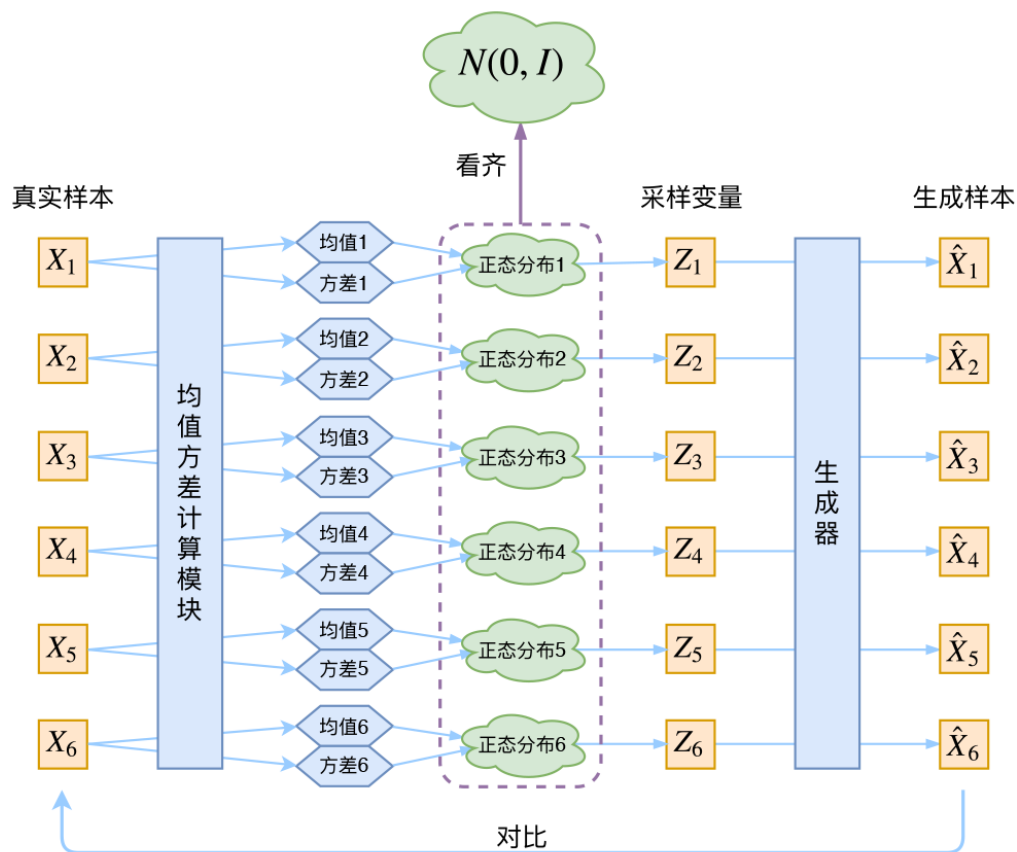 N(0, I)
看齐
真实样本
采样变量
生成样本
X₁
均值1
方差1
正态分布1
Z₁
X̂₁
X₂
均值2
方差2
正态分布2
Z₂
X̂₂
X₃
均值3
方差3
正态分布3
Z₃
X̂₃
X₄
均值4
方差4
正态分布4
Z₄
X̂₄
X₅
均值5
方差5
正态分布5
Z₅
X̂₅
X₆
均值6
方差6
正态分布6
Z₆
X̂₆
均值方差计算模块
生成器
对比